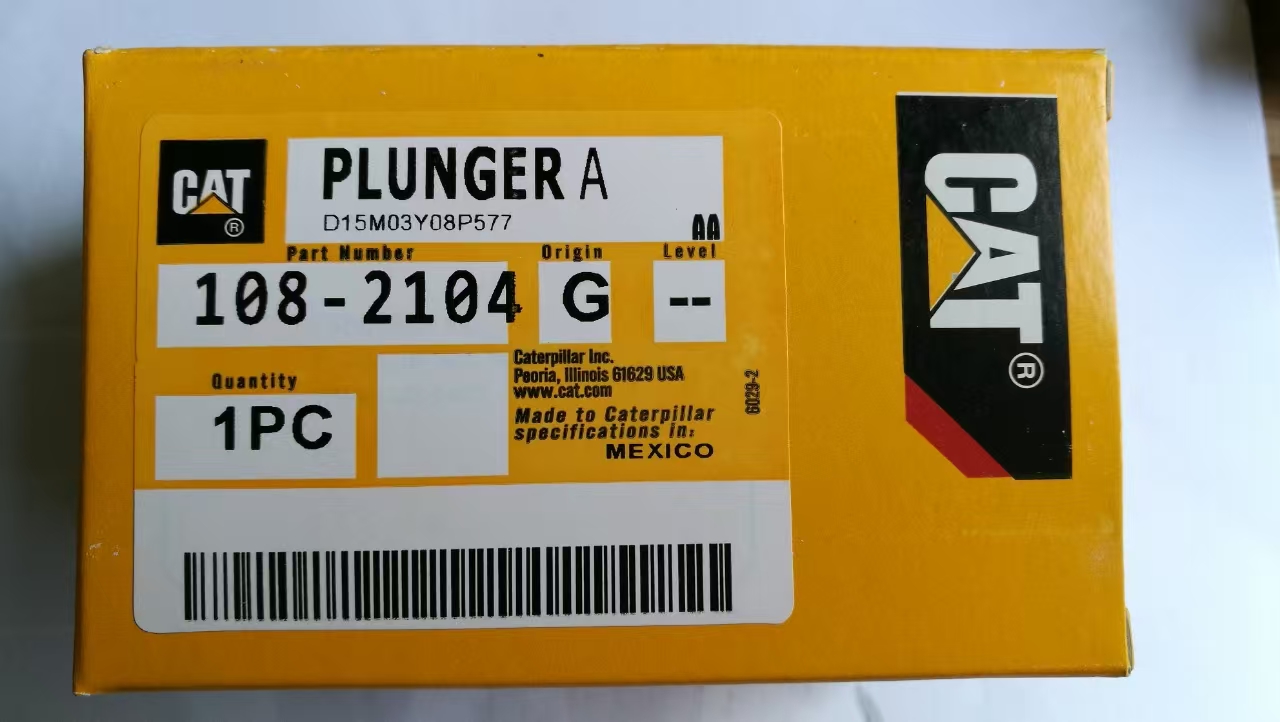 CAT
®
PLUNGER A
D15M03Y08P577
AA
Part Number
Origin
Level
108-2104
G
--
Caterpillar Inc.
Peoria, Illinois 61629 USA
www.cat.com
Quantity
1PC
Made to Caterpillar
specifications in:
MEXICO
6029-2
CAT
®